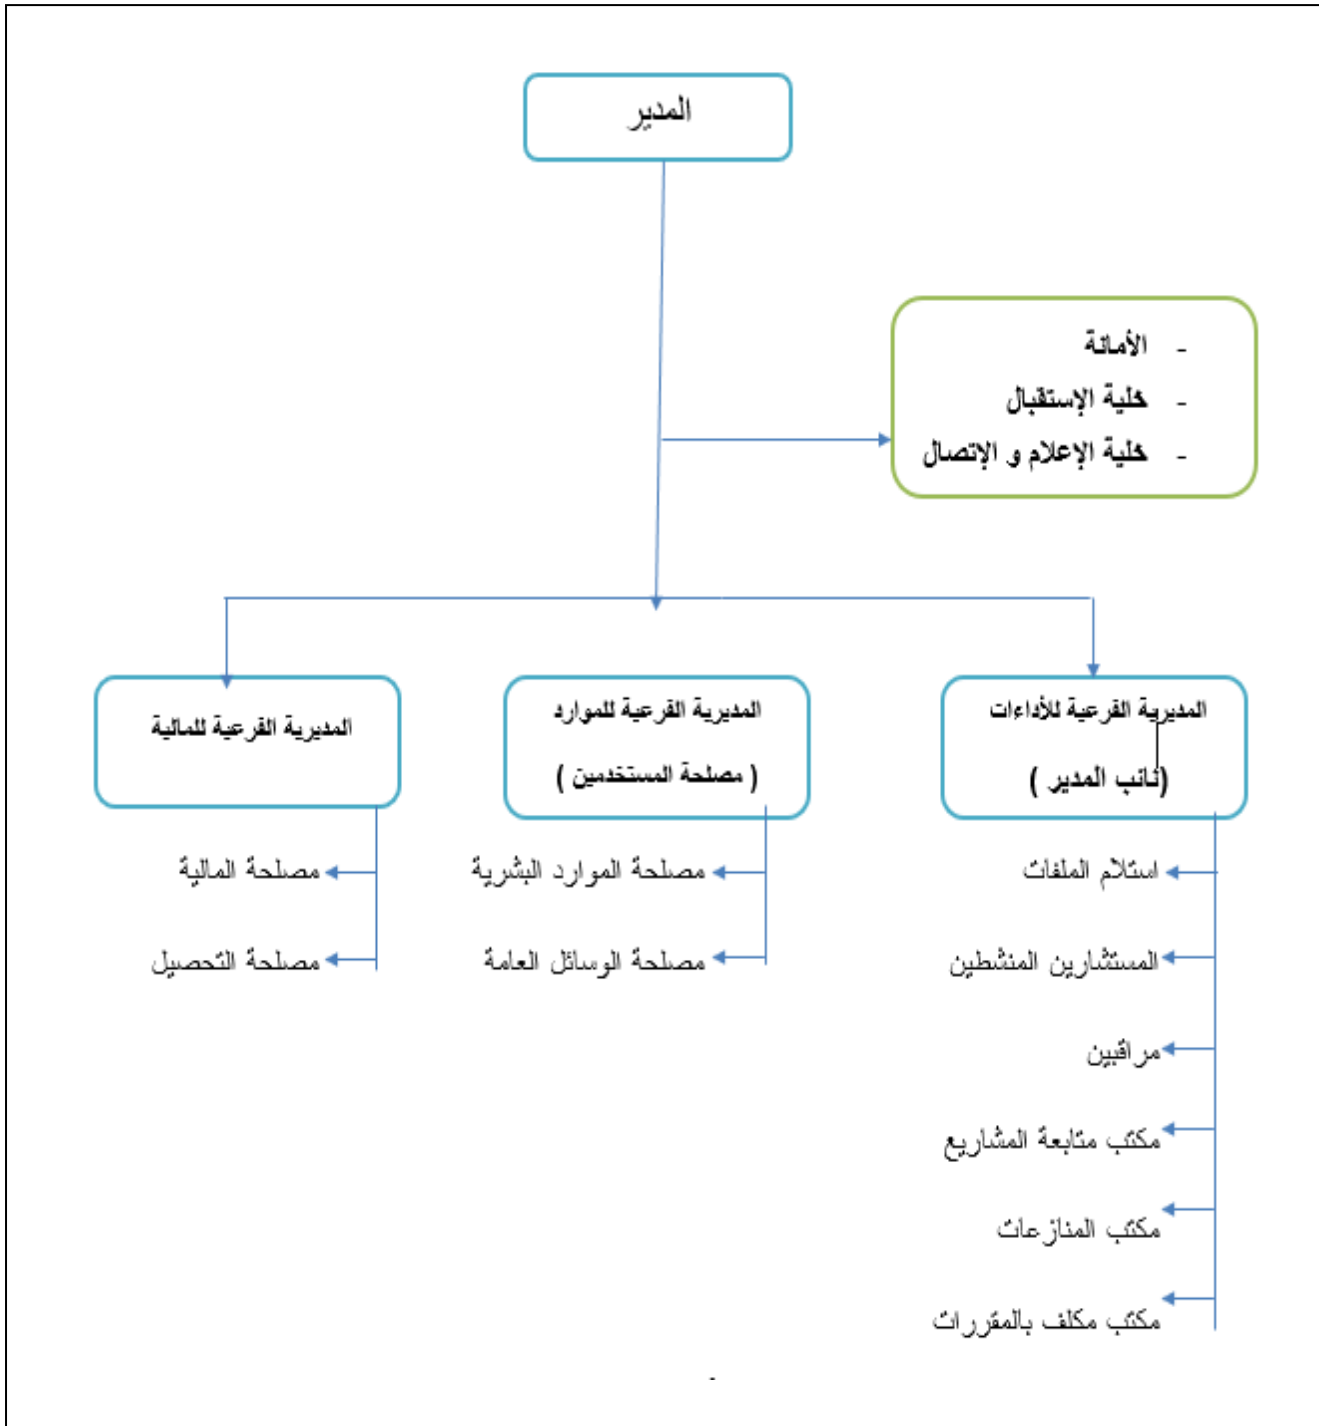 المدير
- الأمانة
- خلية الإستقبال
- خلية الإعلام و الإتصال
المديرية الفرعية للأداءات
(نائب المدير )
المديرية الفرعية للموارد
( مصلحة المستخدمين )
المديرية الفرعية للمالية
استلام الملفات
المستشارين المنشطين
مراقبين
مكتب متابعة المشاريع
مكتب المنازعات
مكتب مكلف بالمقررات
مصلحة الموارد البشرية
مصلحة الوسائل العامة
مصلحة المالية
مصلحة التحصيل